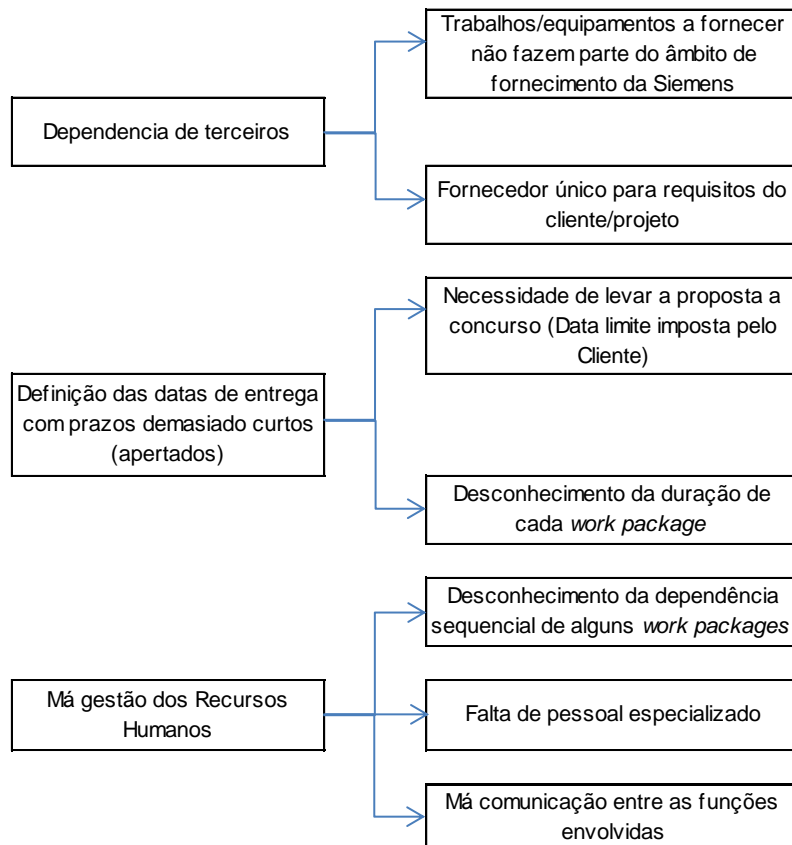 Dependencia de terceiros
Trabalhos/equipamentos a fornecer
não fazem parte do âmbito de
fornecimento da Siemens
Fornecedor único para requisitos do
cliente/projeto
Definição das datas de entrega
com prazos demasiado curtos
(apertados)
Necessidade de levar a proposta a
concurso (Data limite imposta pelo
Cliente)
Desconhecimento da duração de
cada work package
Má gestão dos Recursos
Humanos
Desconhecimento da dependência
sequencial de alguns work packages
Falta de pessoal especializado
Má comunicação entre as funções
envolvidas